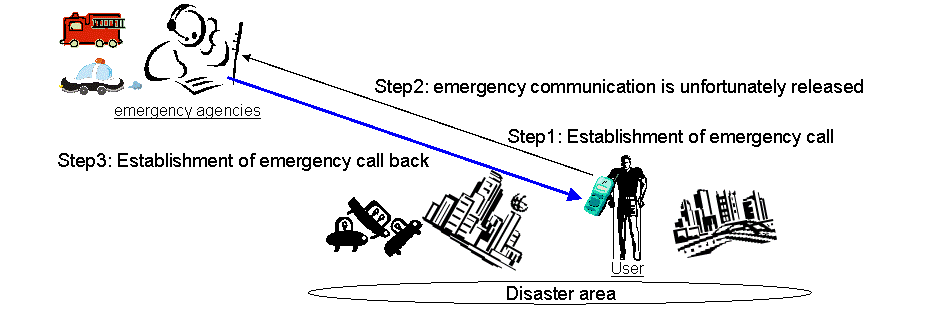 Step2: emergency communication is unfortunately released
emergency agencies
Step1: Establishment of emergency call
Step3: Establishment of emergency call back
User
Disaster area